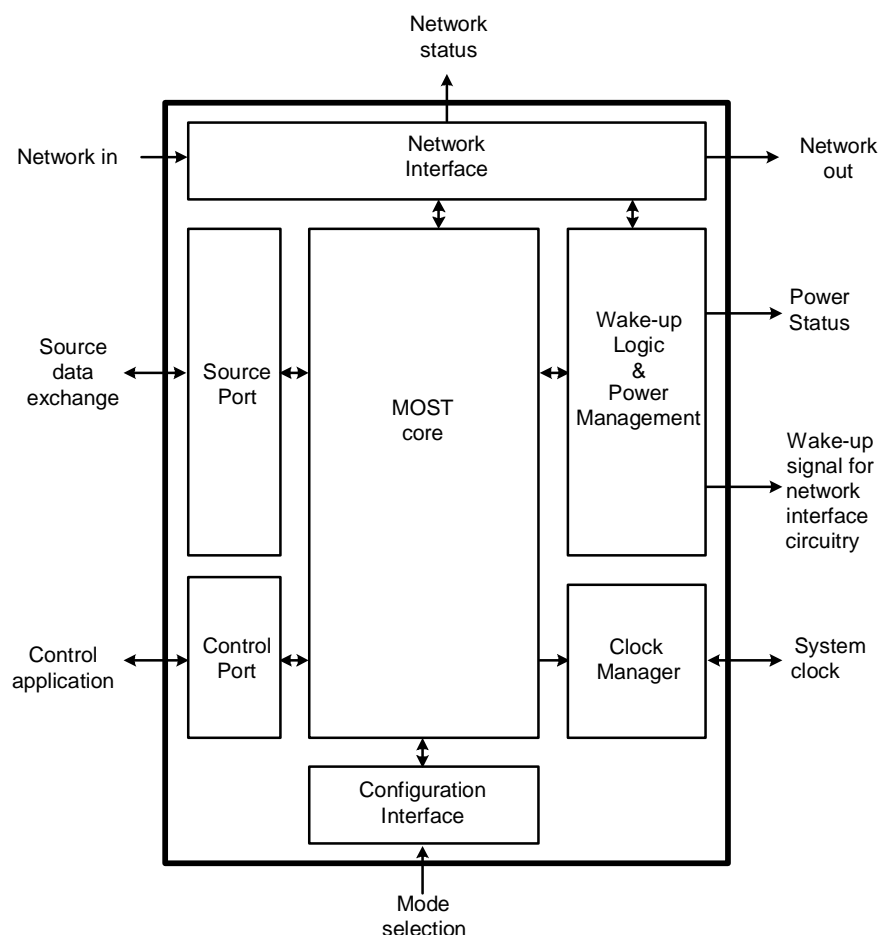 Network
status
Network in
Network
Interface
Network
out
Source
data
exchange
Source
Port
MOST
core
Wake-up
Logic
&
Power
Management
Power
Status
Wake-up
signal for
network
interface
circuitry
Control
application
Control
Port
Clock
Manager
System
clock
Configuration
Interface
Mode
selection